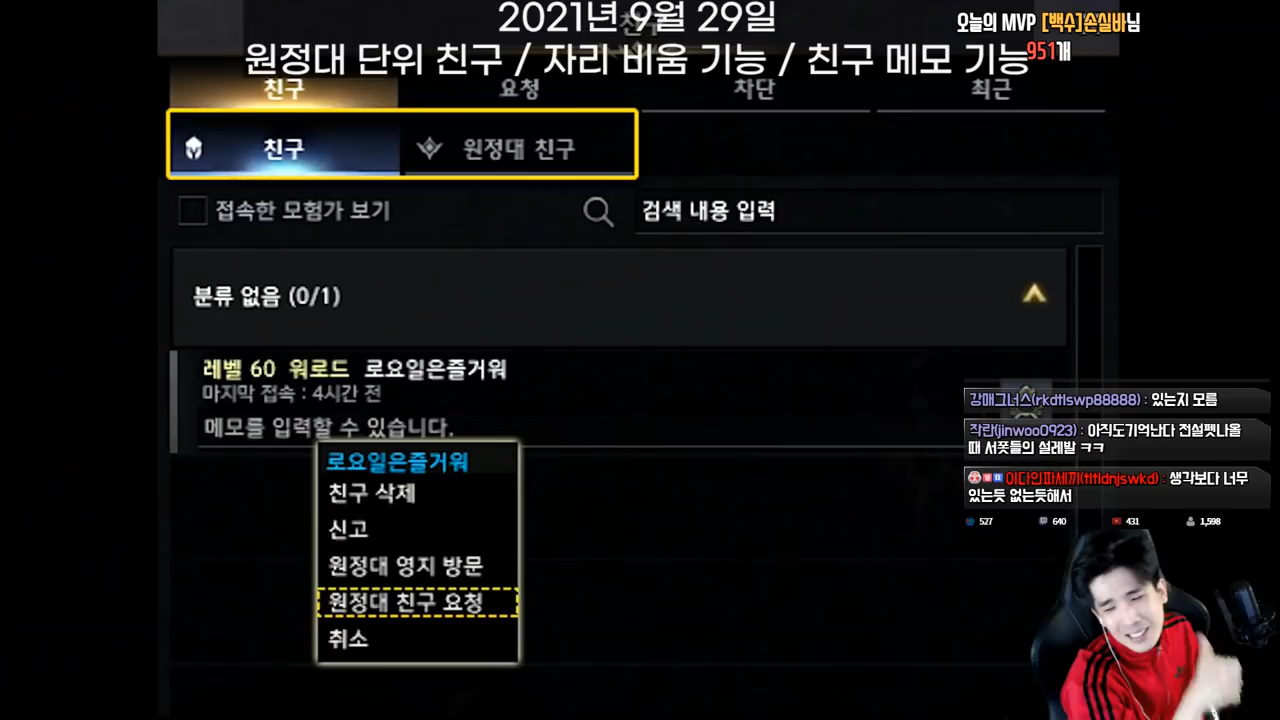 2021년 9월 29일
원정대 단위 친구 / 자리 비움 기능 / 친구 메모 기능
오늘의 MVP [백수]손실바님
951개
친구
친구
요청
차단
최근
친구
원정대 친구
접속한 모험가 보기
검색 내용 입력
분류 없음 (0/1)
레벨 60 워로드 로요일은즐거워
마지막 접속 : 4시간 전
메모를 입력할 수 있습니다.
로요일은즐거워
친구 삭제
신고
원정대 영지 방문
원정대 친구 요청
취소
강매그너스(rkdtlswp88888) : 있는지 모름
작란(jinwoo0923) : 아직도기억난다 전설펫나올
때 서폿들의 설레발 ㅋㅋ
이다인파세끼(tltldnjswkd) : 생각보다 너무
있는듯 없는듯해서
527
640
431
1,598